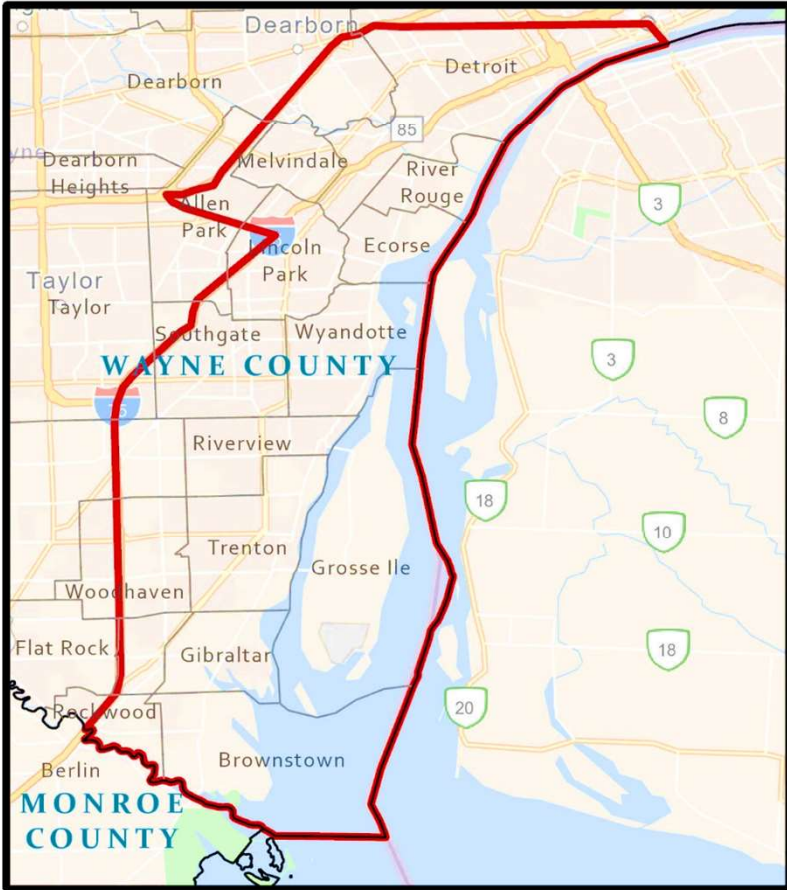 Dearborn
Dearborn
Detroit
85
Dearborn
Heights
Melvindale
River
Rouge
3
Allen
Park
Lincoln
Park
Ecorse
Taylor
Taylor
Southgate
Wyandotte
WAYNE COUNTY
3
75
8
Riverview
18
10
Trenton
Grosse Ile
Woodhaven
Flat Rock
Gibraltar
18
20
Rockwood
Brownstown
Berlin
MONROE
COUNTY